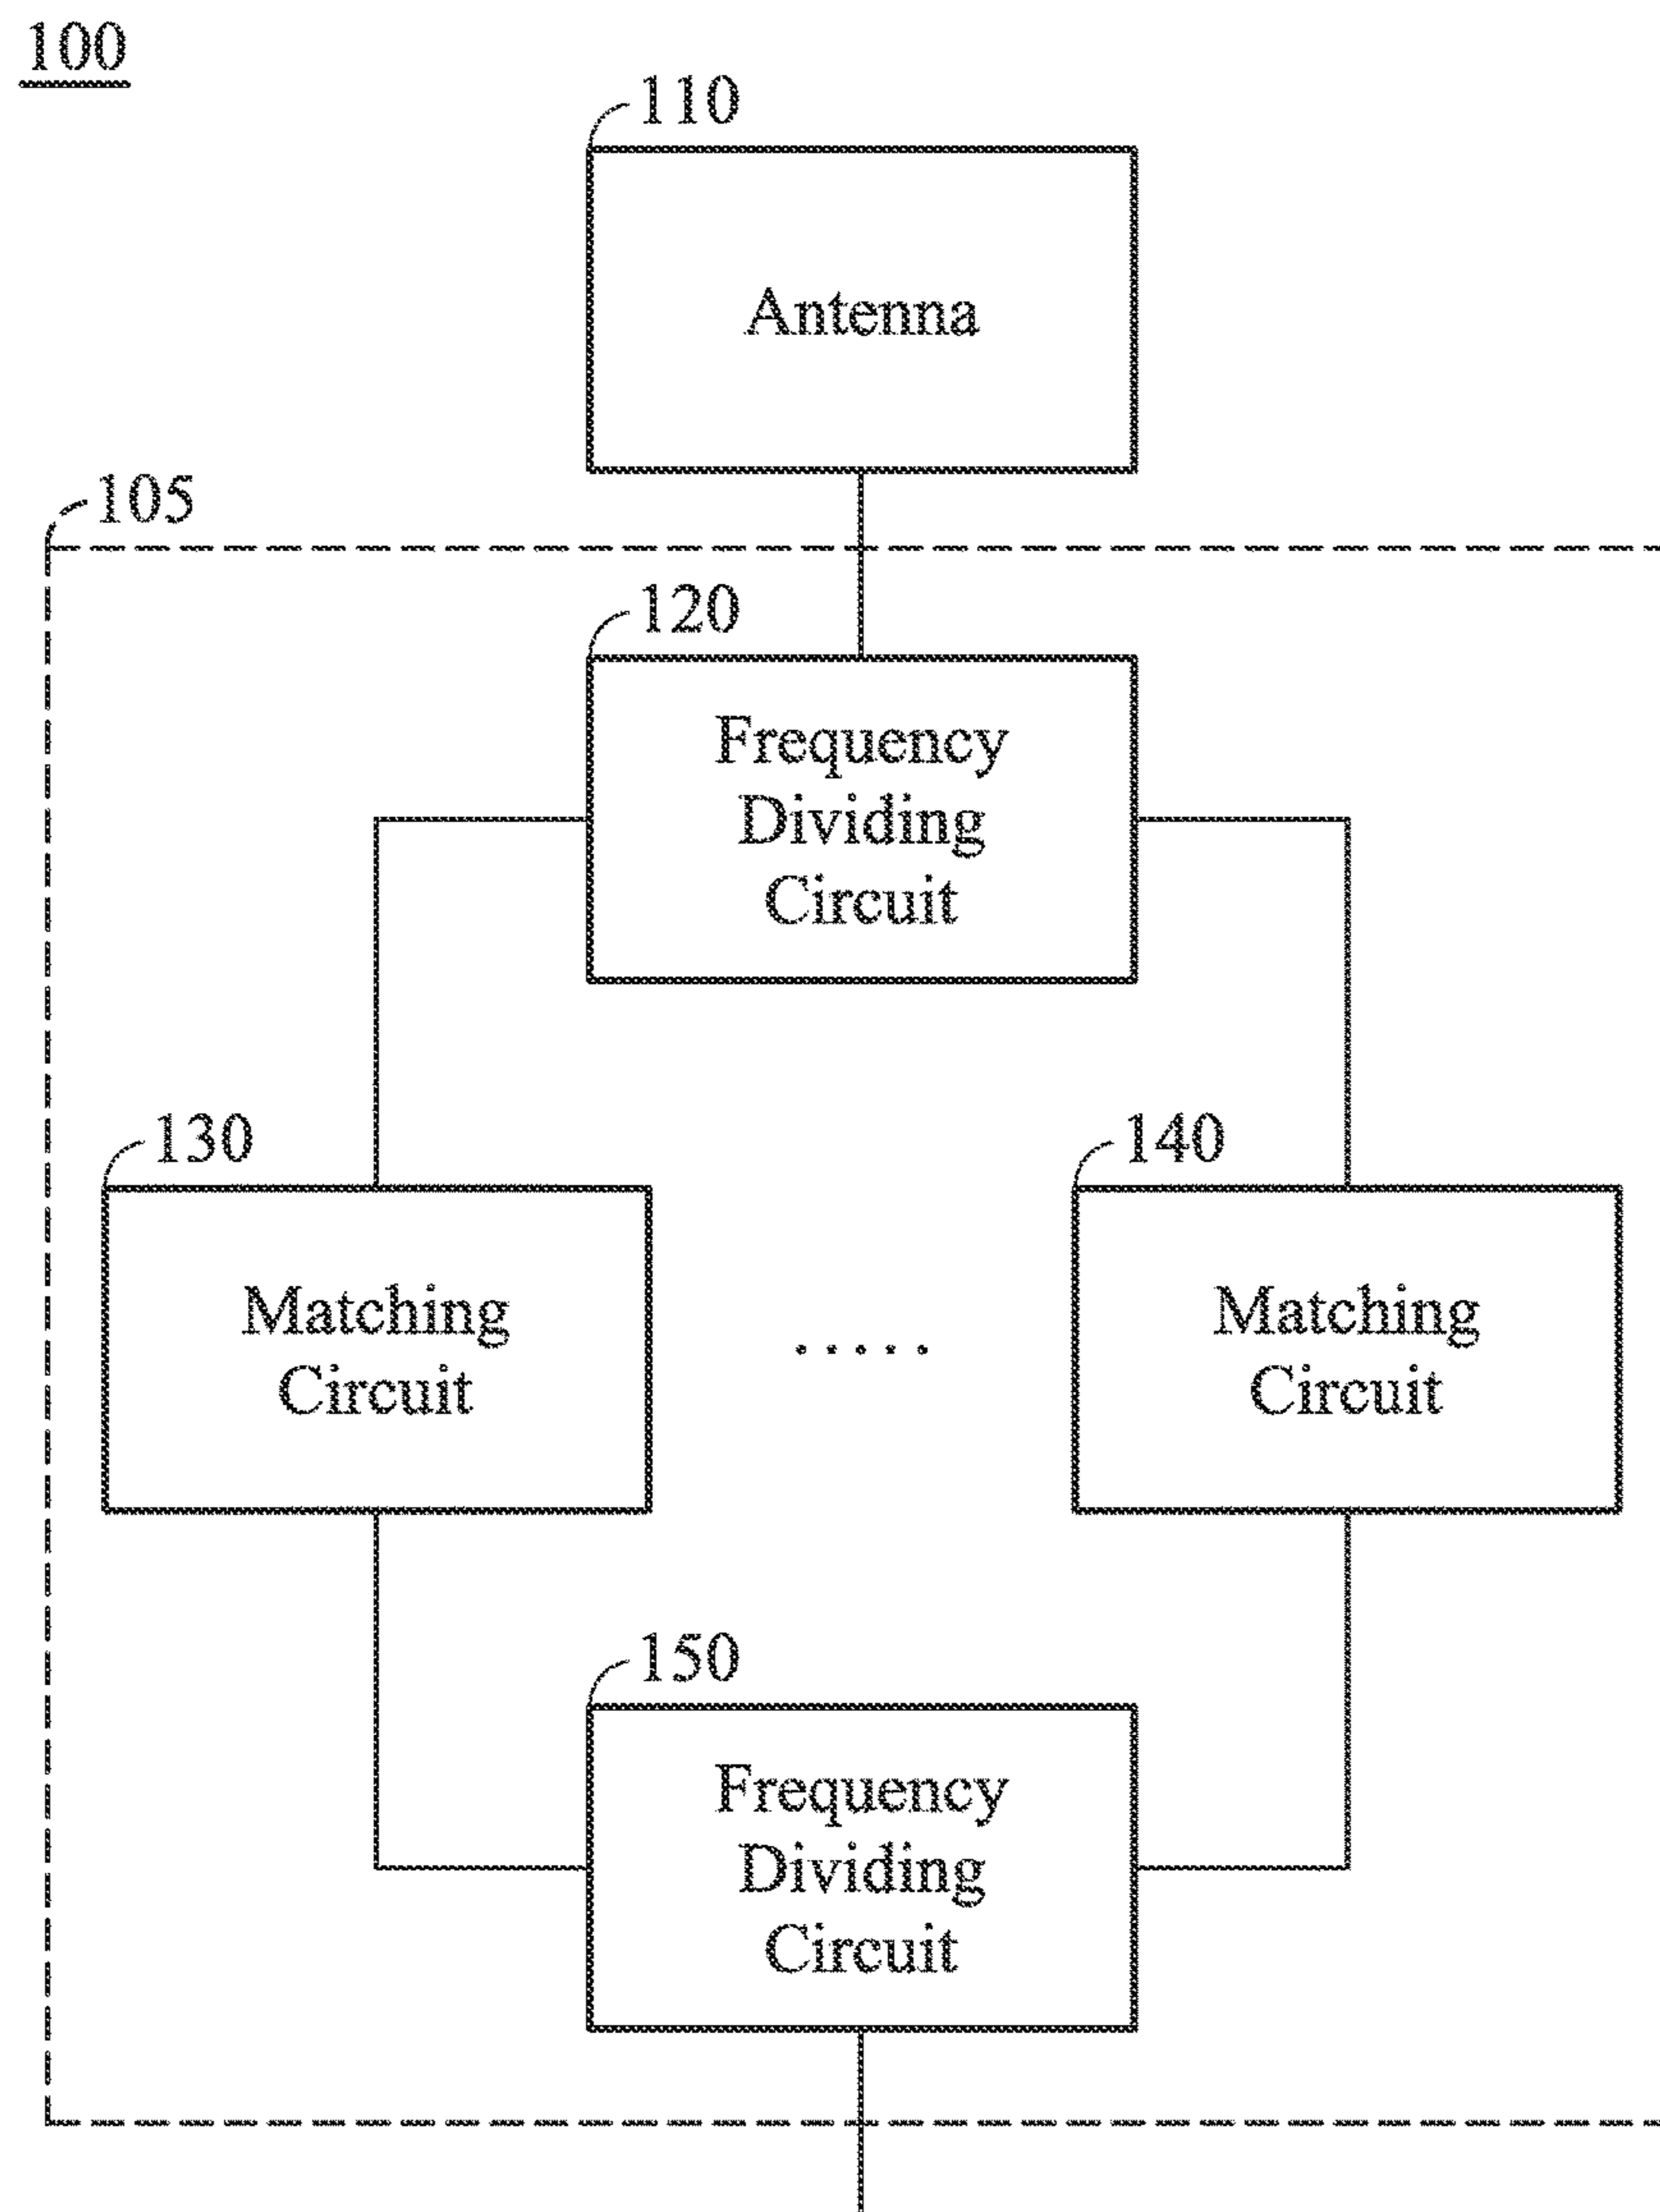 100
110
Antenna
105
120
Frequency
Dividing
Circuit
130
140
Matching
Circuit
Matching
Circuit
150
Frequency
Dividing
Circuit